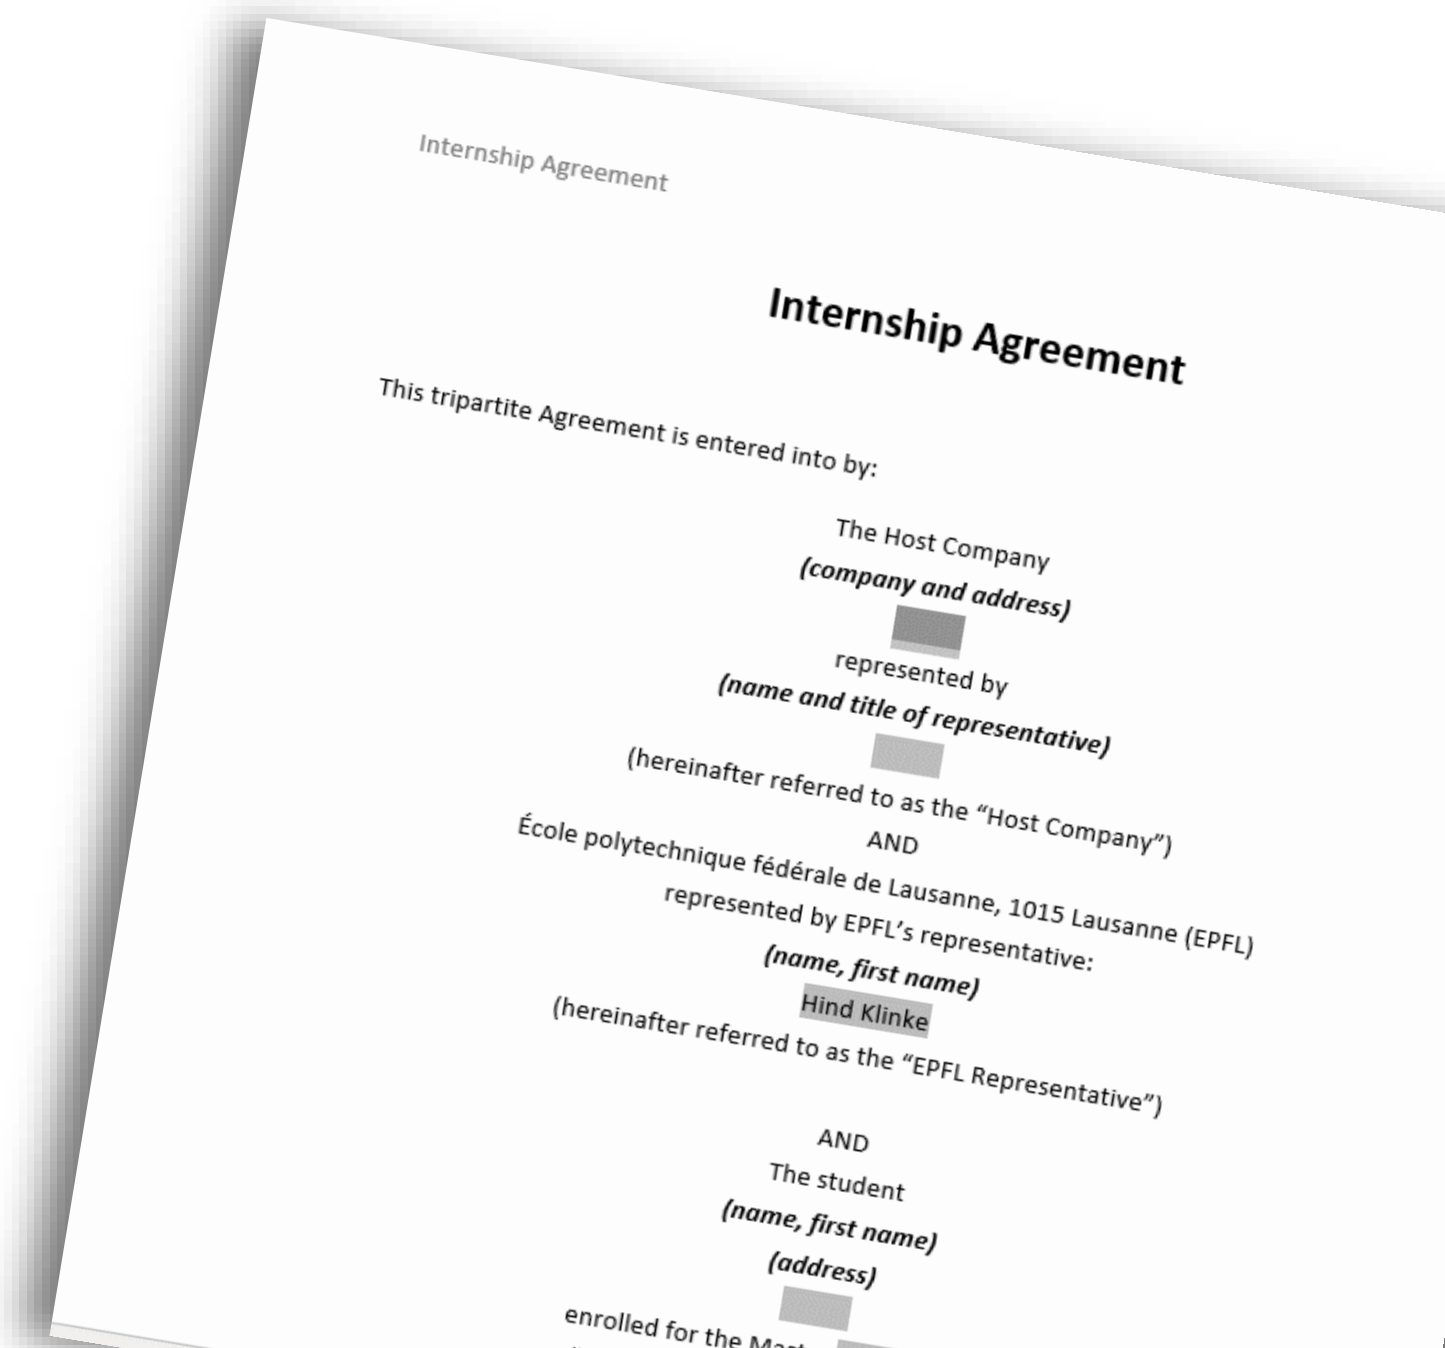 Internship Agreement
Internship Agreement
This tripartite Agreement is entered into by:
The Host Company
(company and address)
represented by
(name and title of representative)
(hereinafter referred to as the “Host Company”)
AND
École polytechnique fédérale de Lausanne, 1015 Lausanne (EPFL)
represented by EPFL’s representative:
(name, first name)
Hind Klinke
(hereinafter referred to as the “EPFL Representative”)
AND
The student
(name, first name)
(address)
enrolled for the